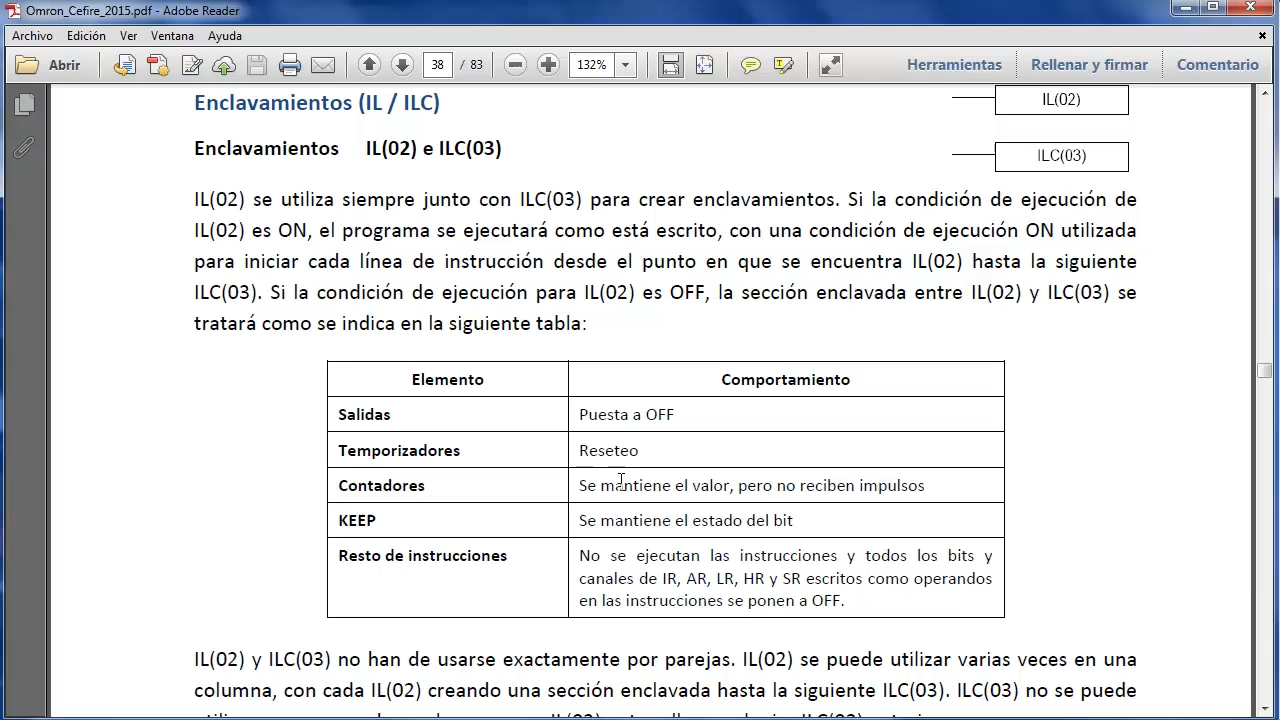 Omron_Cefire_2015.pdf - Adobe Reader
Archivo Edición Ver Ventana Ayuda
Abrir 38 / 83 132% Herramientas Rellenar y firmar Comentario
Enclavamientos (IL / ILC)
IL(02)
Enclavamientos IL(02) e ILC(03)
ILC(03)
IL(02) se utiliza siempre junto con ILC(03) para crear enclavamientos. Si la condición de ejecución de
IL(02) es ON, el programa se ejecutará como está escrito, con una condición de ejecución ON utilizada
para iniciar cada línea de instrucción desde el punto en que se encuentra IL(02) hasta la siguiente
ILC(03). Si la condición de ejecución para IL(02) es OFF, la sección enclavada entre IL(02) y ILC(03) se
tratará como se indica en la siguiente tabla:
Elemento Comportamiento
Salidas Puesta a OFF
Temporizadores Reseteo
Contadores Se mantiene el valor, pero no reciben impulsos
KEEP Se mantiene el estado del bit
Resto de instrucciones No se ejecutan las instrucciones y todos los bits y
canales de IR, AR, LR, HR y SR escritos como operandos
en las instrucciones se ponen a OFF.
IL(02) y ILC(03) no han de usarse exactamente por parejas. IL(02) se puede utilizar varias veces en una
columna, con cada IL(02) creando una sección enclavada hasta la siguiente ILC(03). ILC(03) no se puede